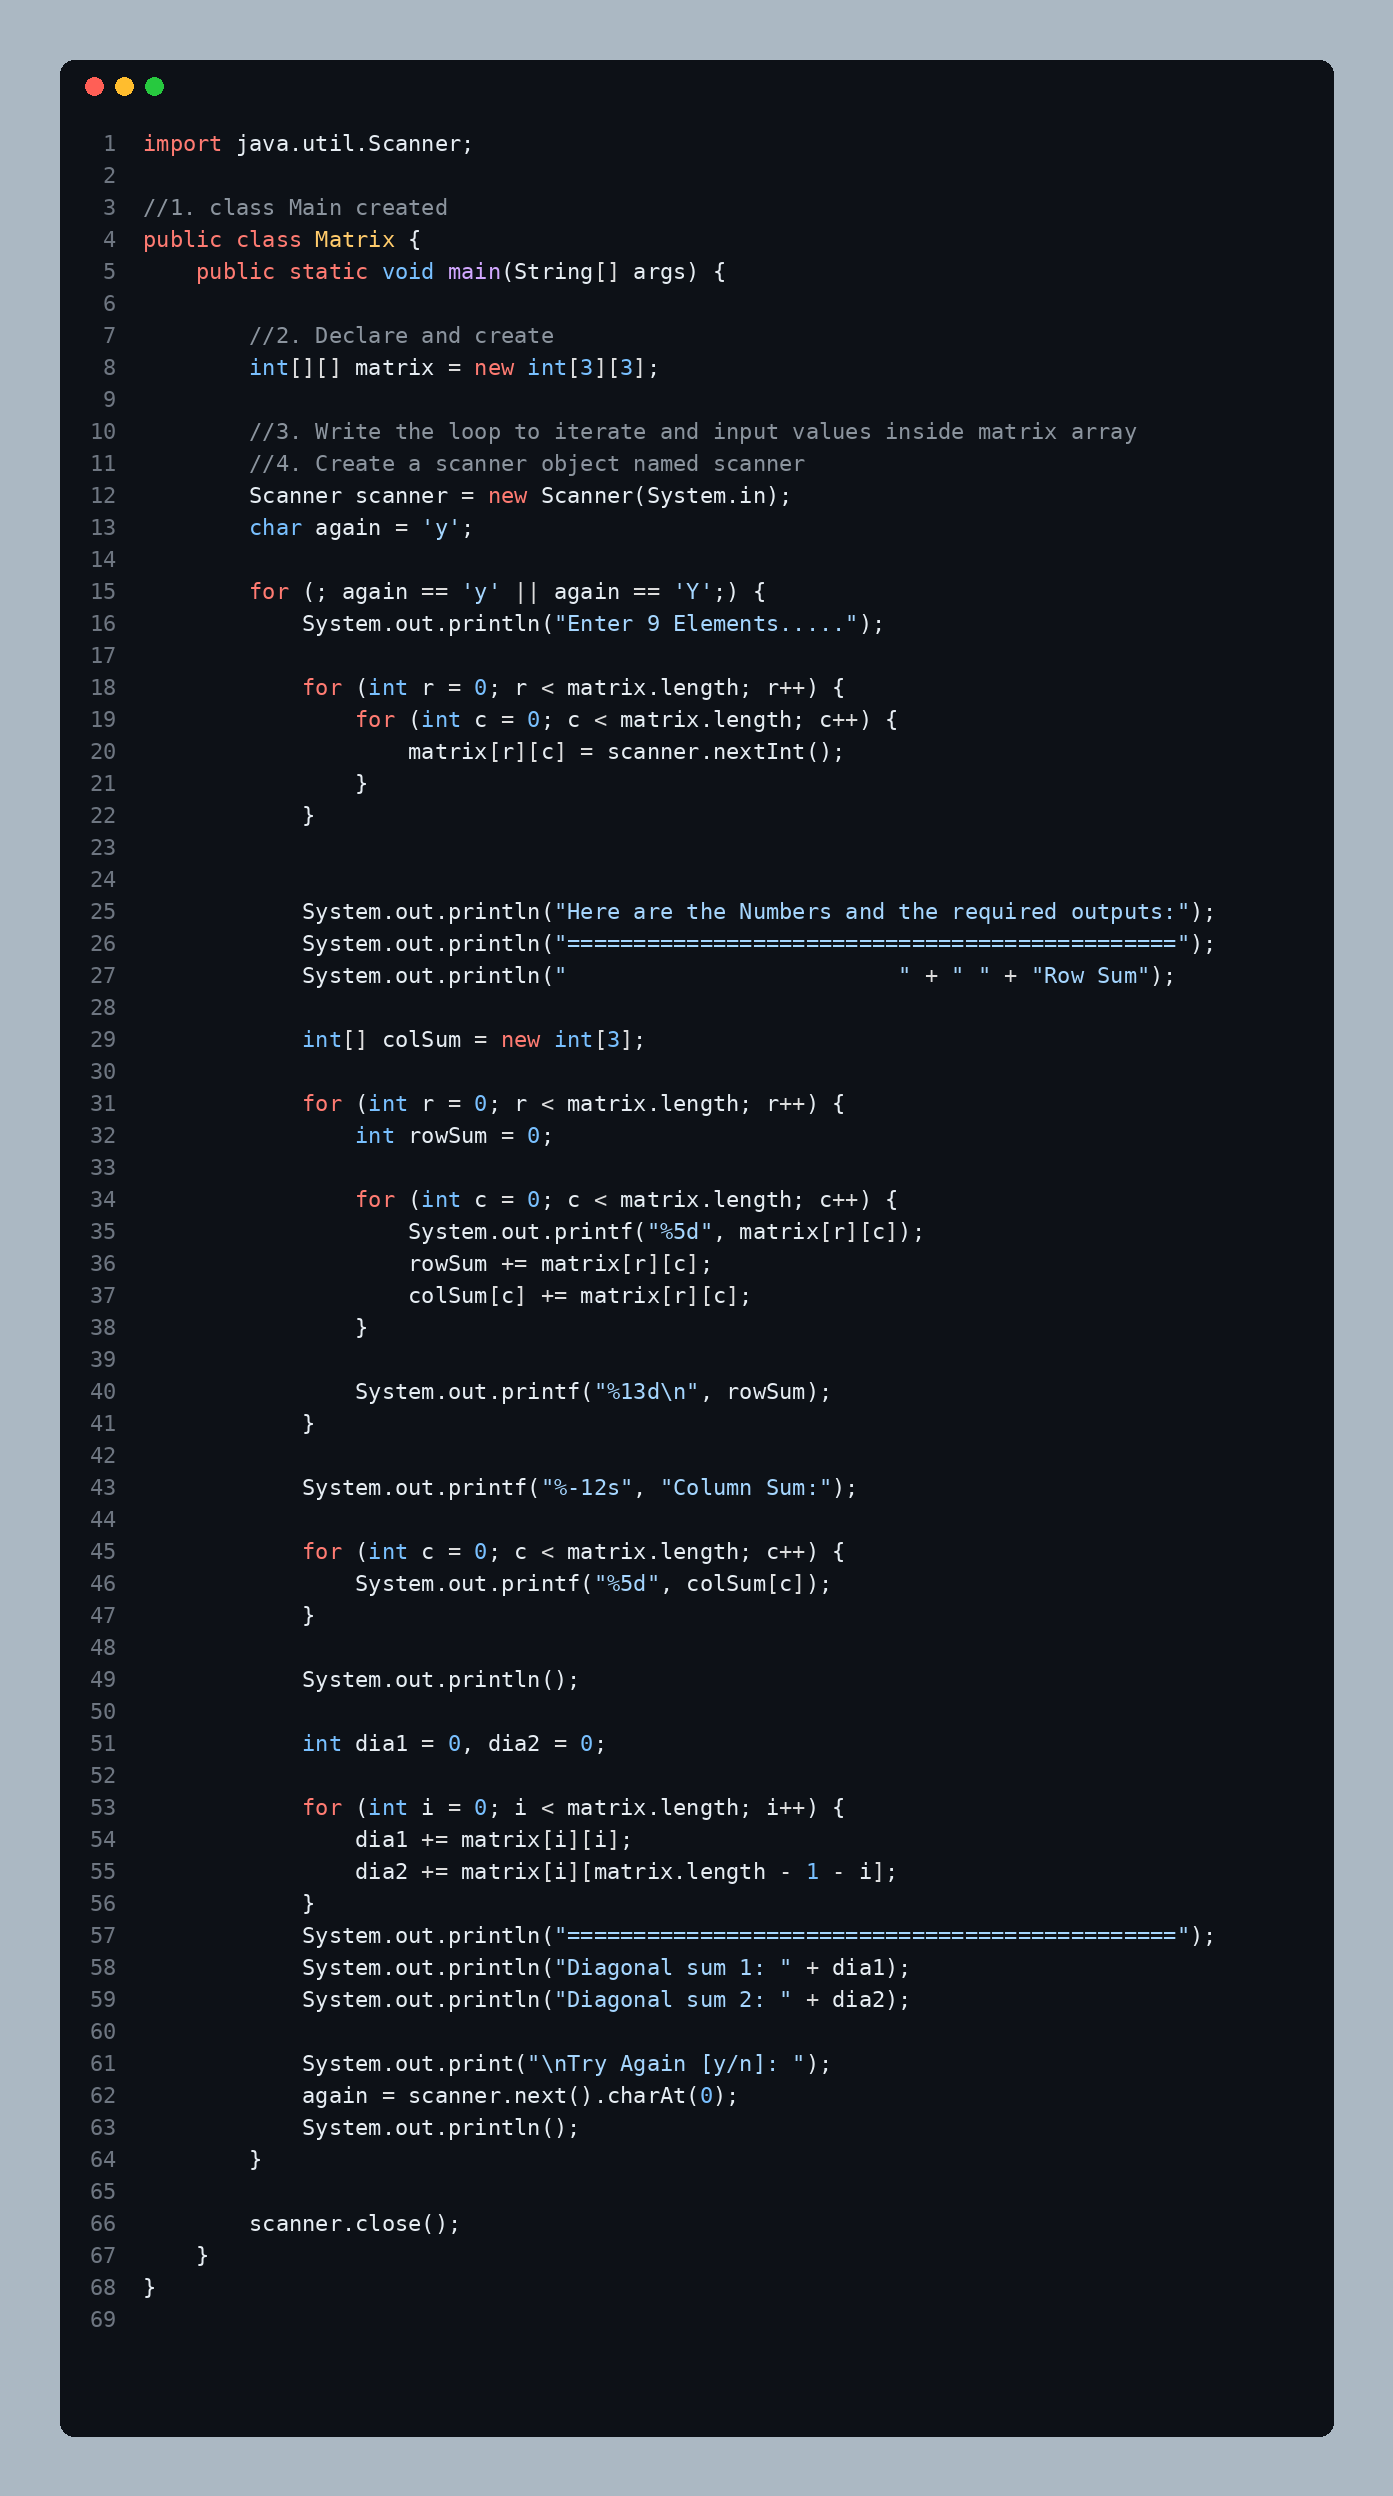 1 import java.util.Scanner;
2
3 //1. class Main created
4 public class Matrix {
5     public static void main(String[] args) {
6
7         //2. Declare and create
8         int[][] matrix = new int[3][3];
9
10         //3. Write the loop to iterate and input values inside matrix array
11         //4. Create a scanner object named scanner
12         Scanner scanner = new Scanner(System.in);
13         char again = 'y';
14
15         for (; again == 'y' || again == 'Y';) {
16             System.out.println("Enter 9 Elements.....");
17
18             for (int r = 0; r < matrix.length; r++) {
19                 for (int c = 0; c < matrix.length; c++) {
20                     matrix[r][c] = scanner.nextInt();
21                 }
22             }
23
24
25             System.out.println("Here are the Numbers and the required outputs:");
26             System.out.println("==============================================");
27             System.out.println("                         " + " " + "Row Sum");
28
29             int[] colSum = new int[3];
30
31             for (int r = 0; r < matrix.length; r++) {
32                 int rowSum = 0;
33
34                 for (int c = 0; c < matrix.length; c++) {
35                     System.out.printf("%5d", matrix[r][c]);
36                     rowSum += matrix[r][c];
37                     colSum[c] += matrix[r][c];
38                 }
39
40                 System.out.printf("%13d\n", rowSum);
41             }
42
43             System.out.printf("%-12s", "Column Sum:");
44
45             for (int c = 0; c < matrix.length; c++) {
46                 System.out.printf("%5d", colSum[c]);
47             }
48
49             System.out.println();
50
51             int dia1 = 0, dia2 = 0;
52
53             for (int i = 0; i < matrix.length; i++) {
54                 dia1 += matrix[i][i];
55                 dia2 += matrix[i][matrix.length - 1 - i];
56             }
57             System.out.println("==============================================");
58             System.out.println("Diagonal sum 1: " + dia1);
59             System.out.println("Diagonal sum 2: " + dia2);
60
61             System.out.print("\nTry Again [y/n]: ");
62             again = scanner.next().charAt(0);
63             System.out.println();
64         }
65
66         scanner.close();
67     }
68 }
69